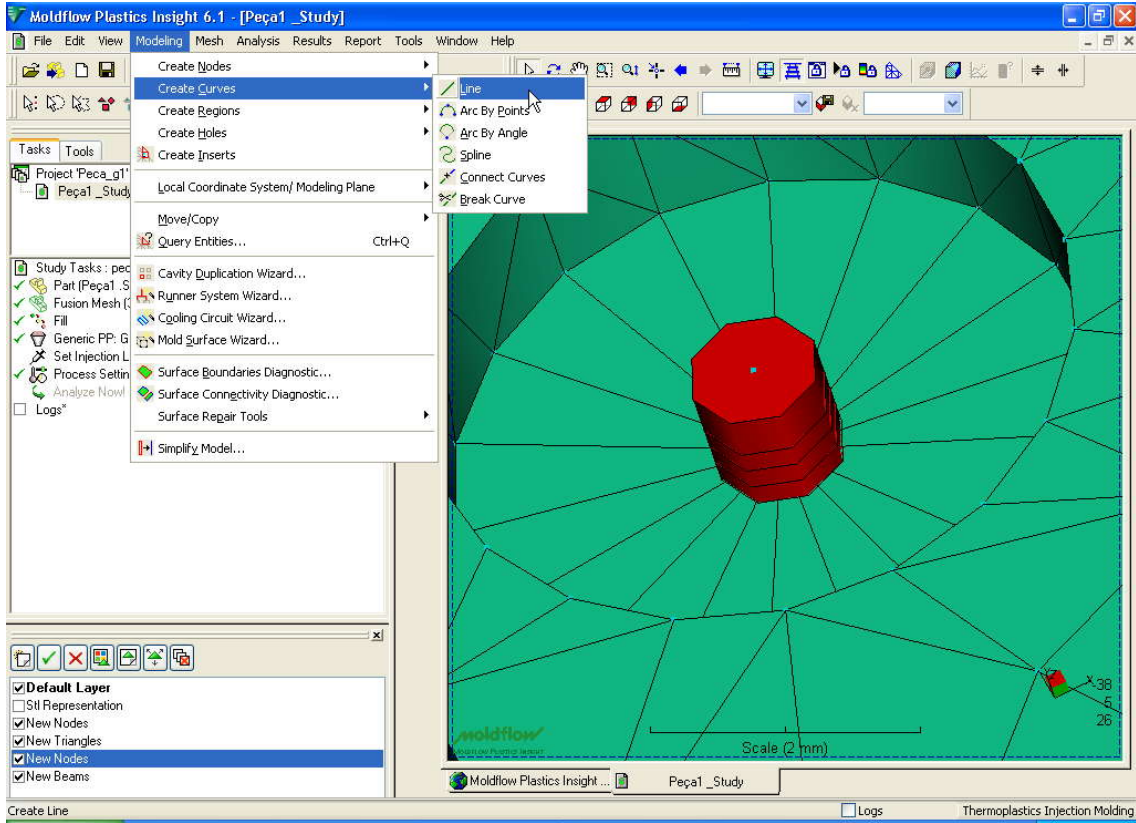 Moldflow Plastics Insight 6.1 - [Peça1 _Study]
File Edit View Modeling Mesh Analysis Results Report Tools Window Help
Create Nodes
Create Curves
Create Regions
Create Holes
Create Inserts
Local Coordinate System/ Modeling Plane
Move/Copy
Query Entities... Ctrl+Q
Cavity Duplication Wizard...
Runner System Wizard...
Cooling Circuit Wizard...
Mold Surface Wizard...
Surface Boundaries Diagnostic...
Surface Connectivity Diagnostic...
Surface Repair Tools
Simplify Model...
Line
Arc By Points
Arc By Angle
Spline
Connect Curves
Break Curve
Tasks Tools
Project 'Peca_g1'
Peça1 _Study
Study Tasks : pec
Part (Peça1 .S
Fusion Mesh (
Fill
Generic PP: G
Set Injection L
Process Settin
Analyze Now!
Logs*
Default Layer
Stl Representation
New Nodes
New Triangles
New Nodes
New Beams
moldflow
MOLDFLOW PLASTICS INSIGHT
Scale (2 mm)
X
-38
5
26
Moldflow Plastics Insight ... Peça1 _Study
Create Line Logs Thermoplastics Injection Molding